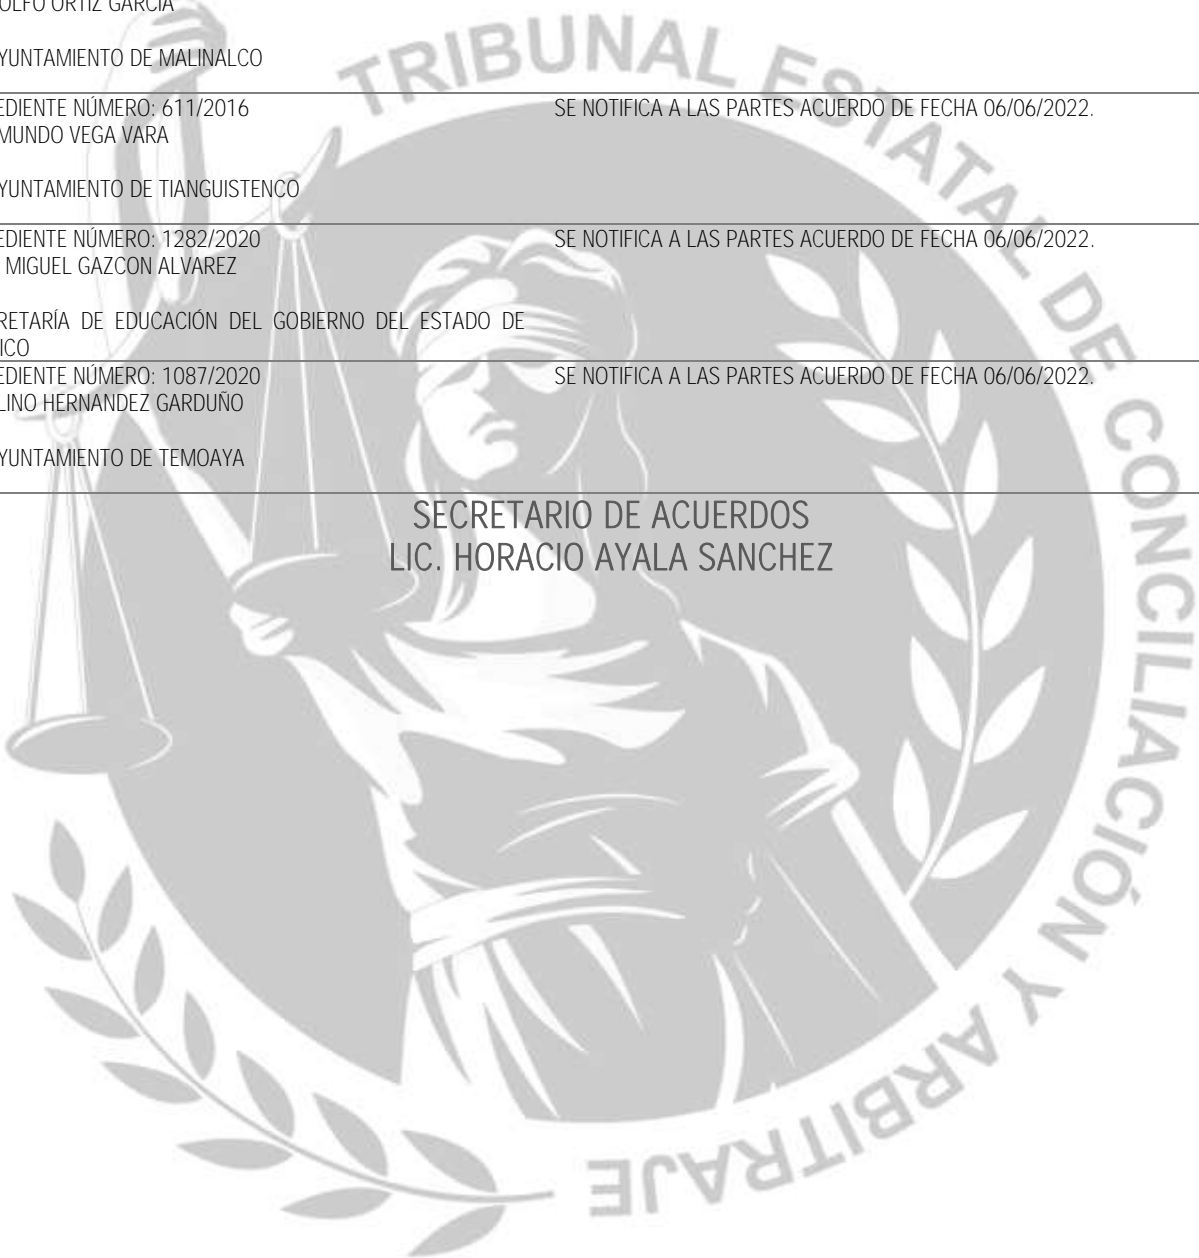 OLFO ORTIZ GARCIA
YUNTAMIENTO DE MALINALCO
EDIENTE NÚMERO: 611/2016 SE NOTIFICA A LAS PARTES ACUERDO DE FECHA 06/06/2022.
MUNDO VEGA VARA
YUNTAMIENTO DE TIANGUISTENCO
EDIENTE NÚMERO: 1282/2020 SE NOTIFICA A LAS PARTES ACUERDO DE FECHA 06/06/2022.
MIGUEL GAZCON ALVAREZ
RETARÍA DE EDUCACIÓN DEL GOBIERNO DEL ESTADO DE
ICO
EDIENTE NÚMERO: 1087/2020 SE NOTIFICA A LAS PARTES ACUERDO DE FECHA 06/06/2022.
LINO HERNANDEZ GARDUÑO
YUNTAMIENTO DE TEMOAYA
SECRETARIO DE ACUERDOS
LIC. HORACIO AYALA SANCHEZ
TRIBUNAL ESTATAL DE CONCILIACIÓN Y ARBITRAJE